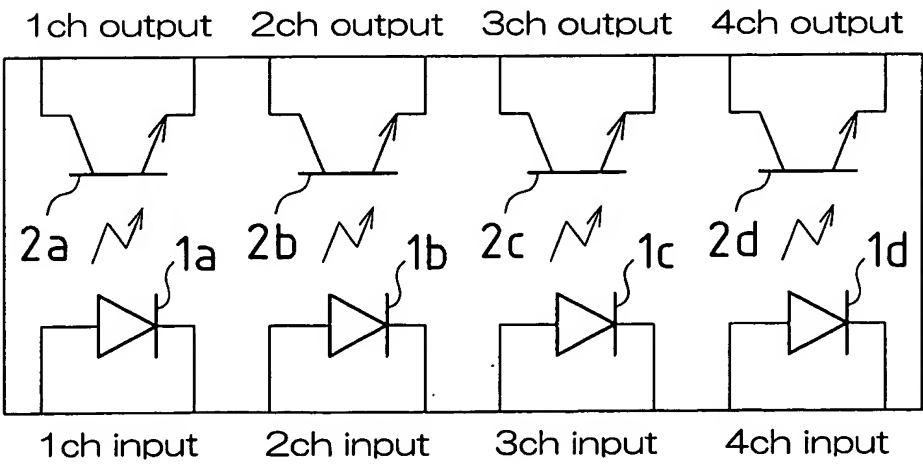 1ch output 2ch output 3ch output 4ch output
2a 1a 2b 1b 2c 1c 2d 1d
1ch input 2ch input 3ch input 4ch input